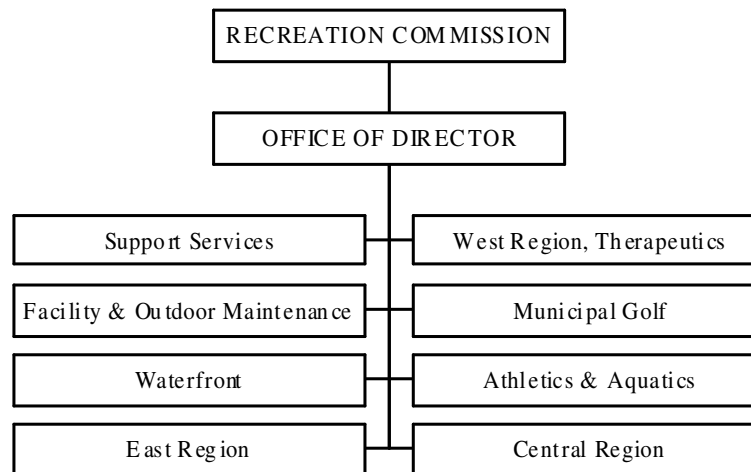 RECREATION COMMISSION
OFFICE OF DIRECTOR
Support Services
West Region, Therapeutics
Facility & Outdoor Maintenance
Municipal Golf
Waterfront
Athletics & Aquatics
East Region
Central Region